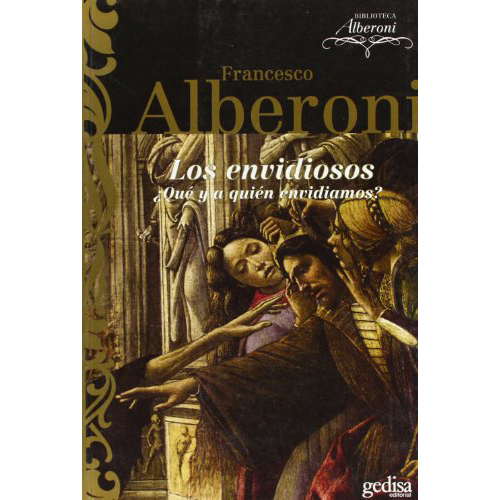 BIBLIOTECA
Alberoni
Francesco
Alberoni
Los envidiosos
¿Qué y a quién envidiamos?
gedisa
editorial